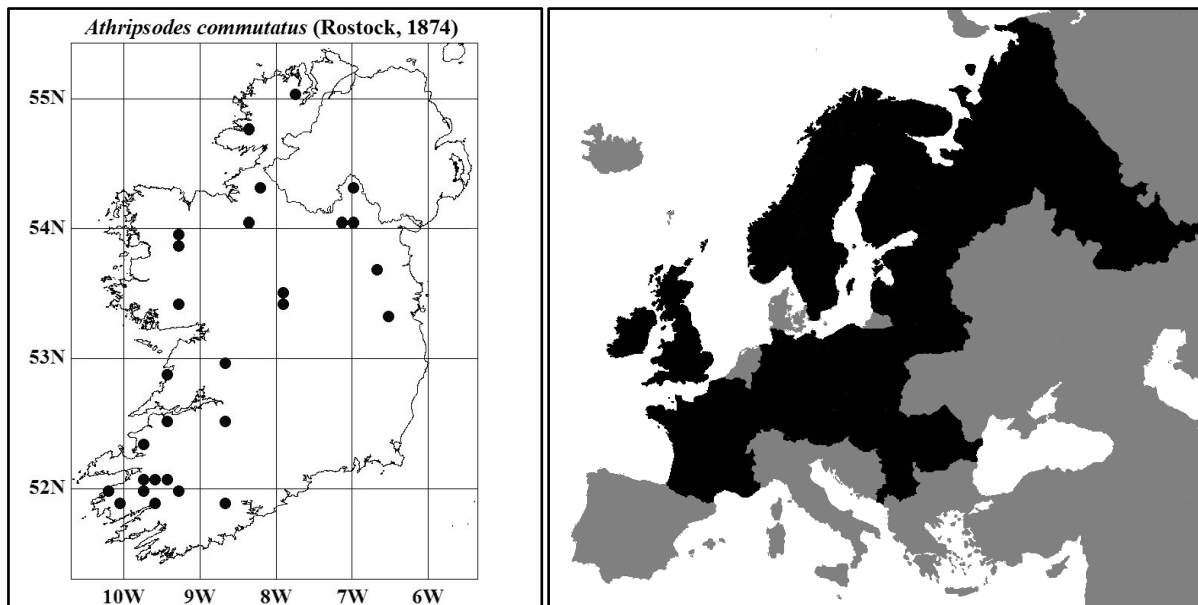 Athripsodes commutatus (Rostock, 1874)
55N
54N
53N
52N
10W 9W 8W 7W 6W